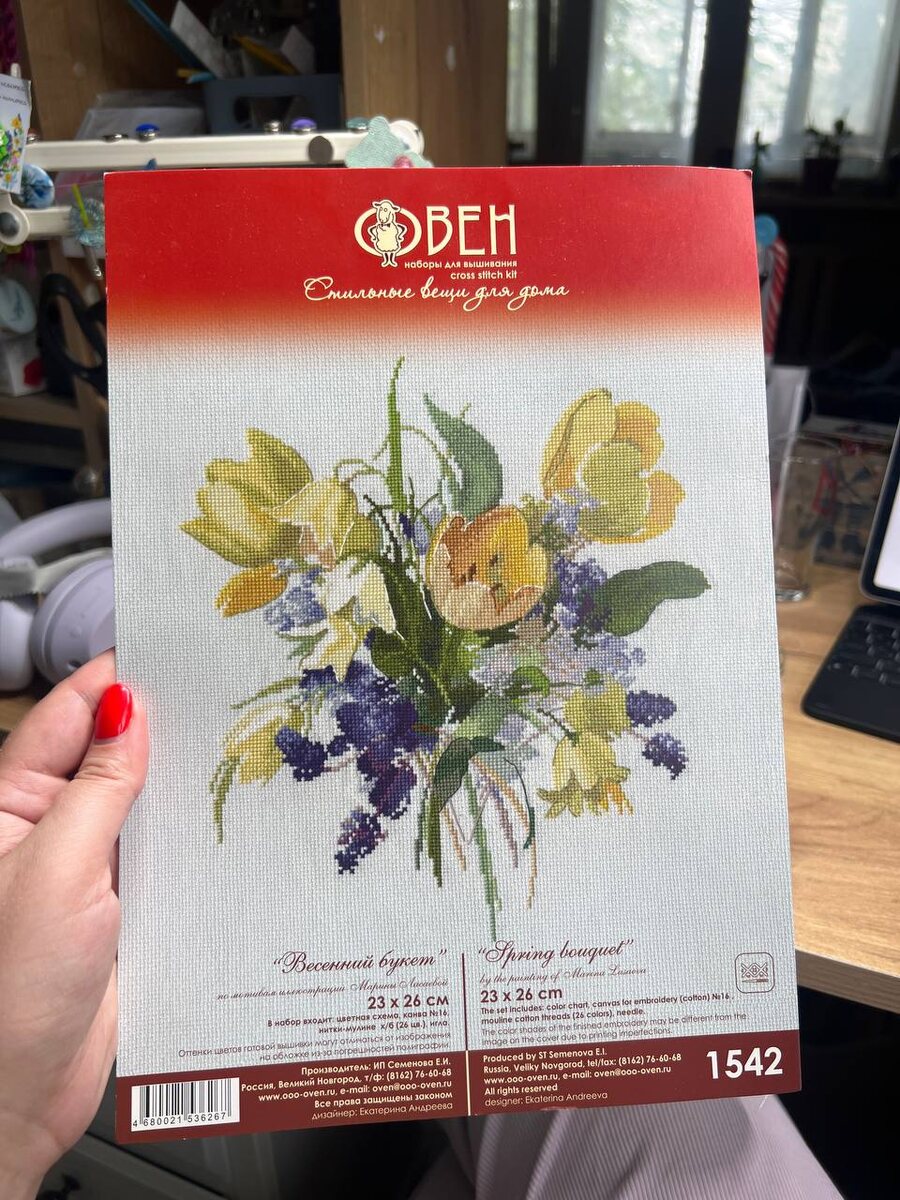 ОВЕН
наборы для вышивания
cross stitch kit
Стильные вещи для дома
"Весенний букет"
по мотивам иллюстрации Марины Лисаевой
23 х 26 см
В набор входит: цветная схема, канва №16,
нитки-мулине х/б (26 цв.), игла.
Оттенки цветов готовой вышивки могут отличаться от изображения
на обложке из-за погрешностей полиграфии
"Spring bouquet"
by the painting of Marina Lisaeva
23 x 26 cm
The set includes: color chart, canvas for embroidery (cotton) №16,
mouline cotton threads (26 colors), needle.
The color shades of the finished embroidery may be different from the
image on the cover due to printing imperfections.
Производитель: ИП Семенова Е.И.
Россия, Великий Новгород, т/ф: (8162) 76-60-68
www.ooo-oven.ru, e-mail: oven@ooo-oven.ru
Все права защищены законом
дизайнер: Екатерина Андреева
4 680021 536267
Produced by ST Semenova E.I.
Russia, Veliky Novgorod, tel/fax: (8162) 76-60-68
www.ooo-oven.ru, e-mail: oven@ooo-oven.ru
All rights reserved
designer: Ekaterina Andreeva
1542